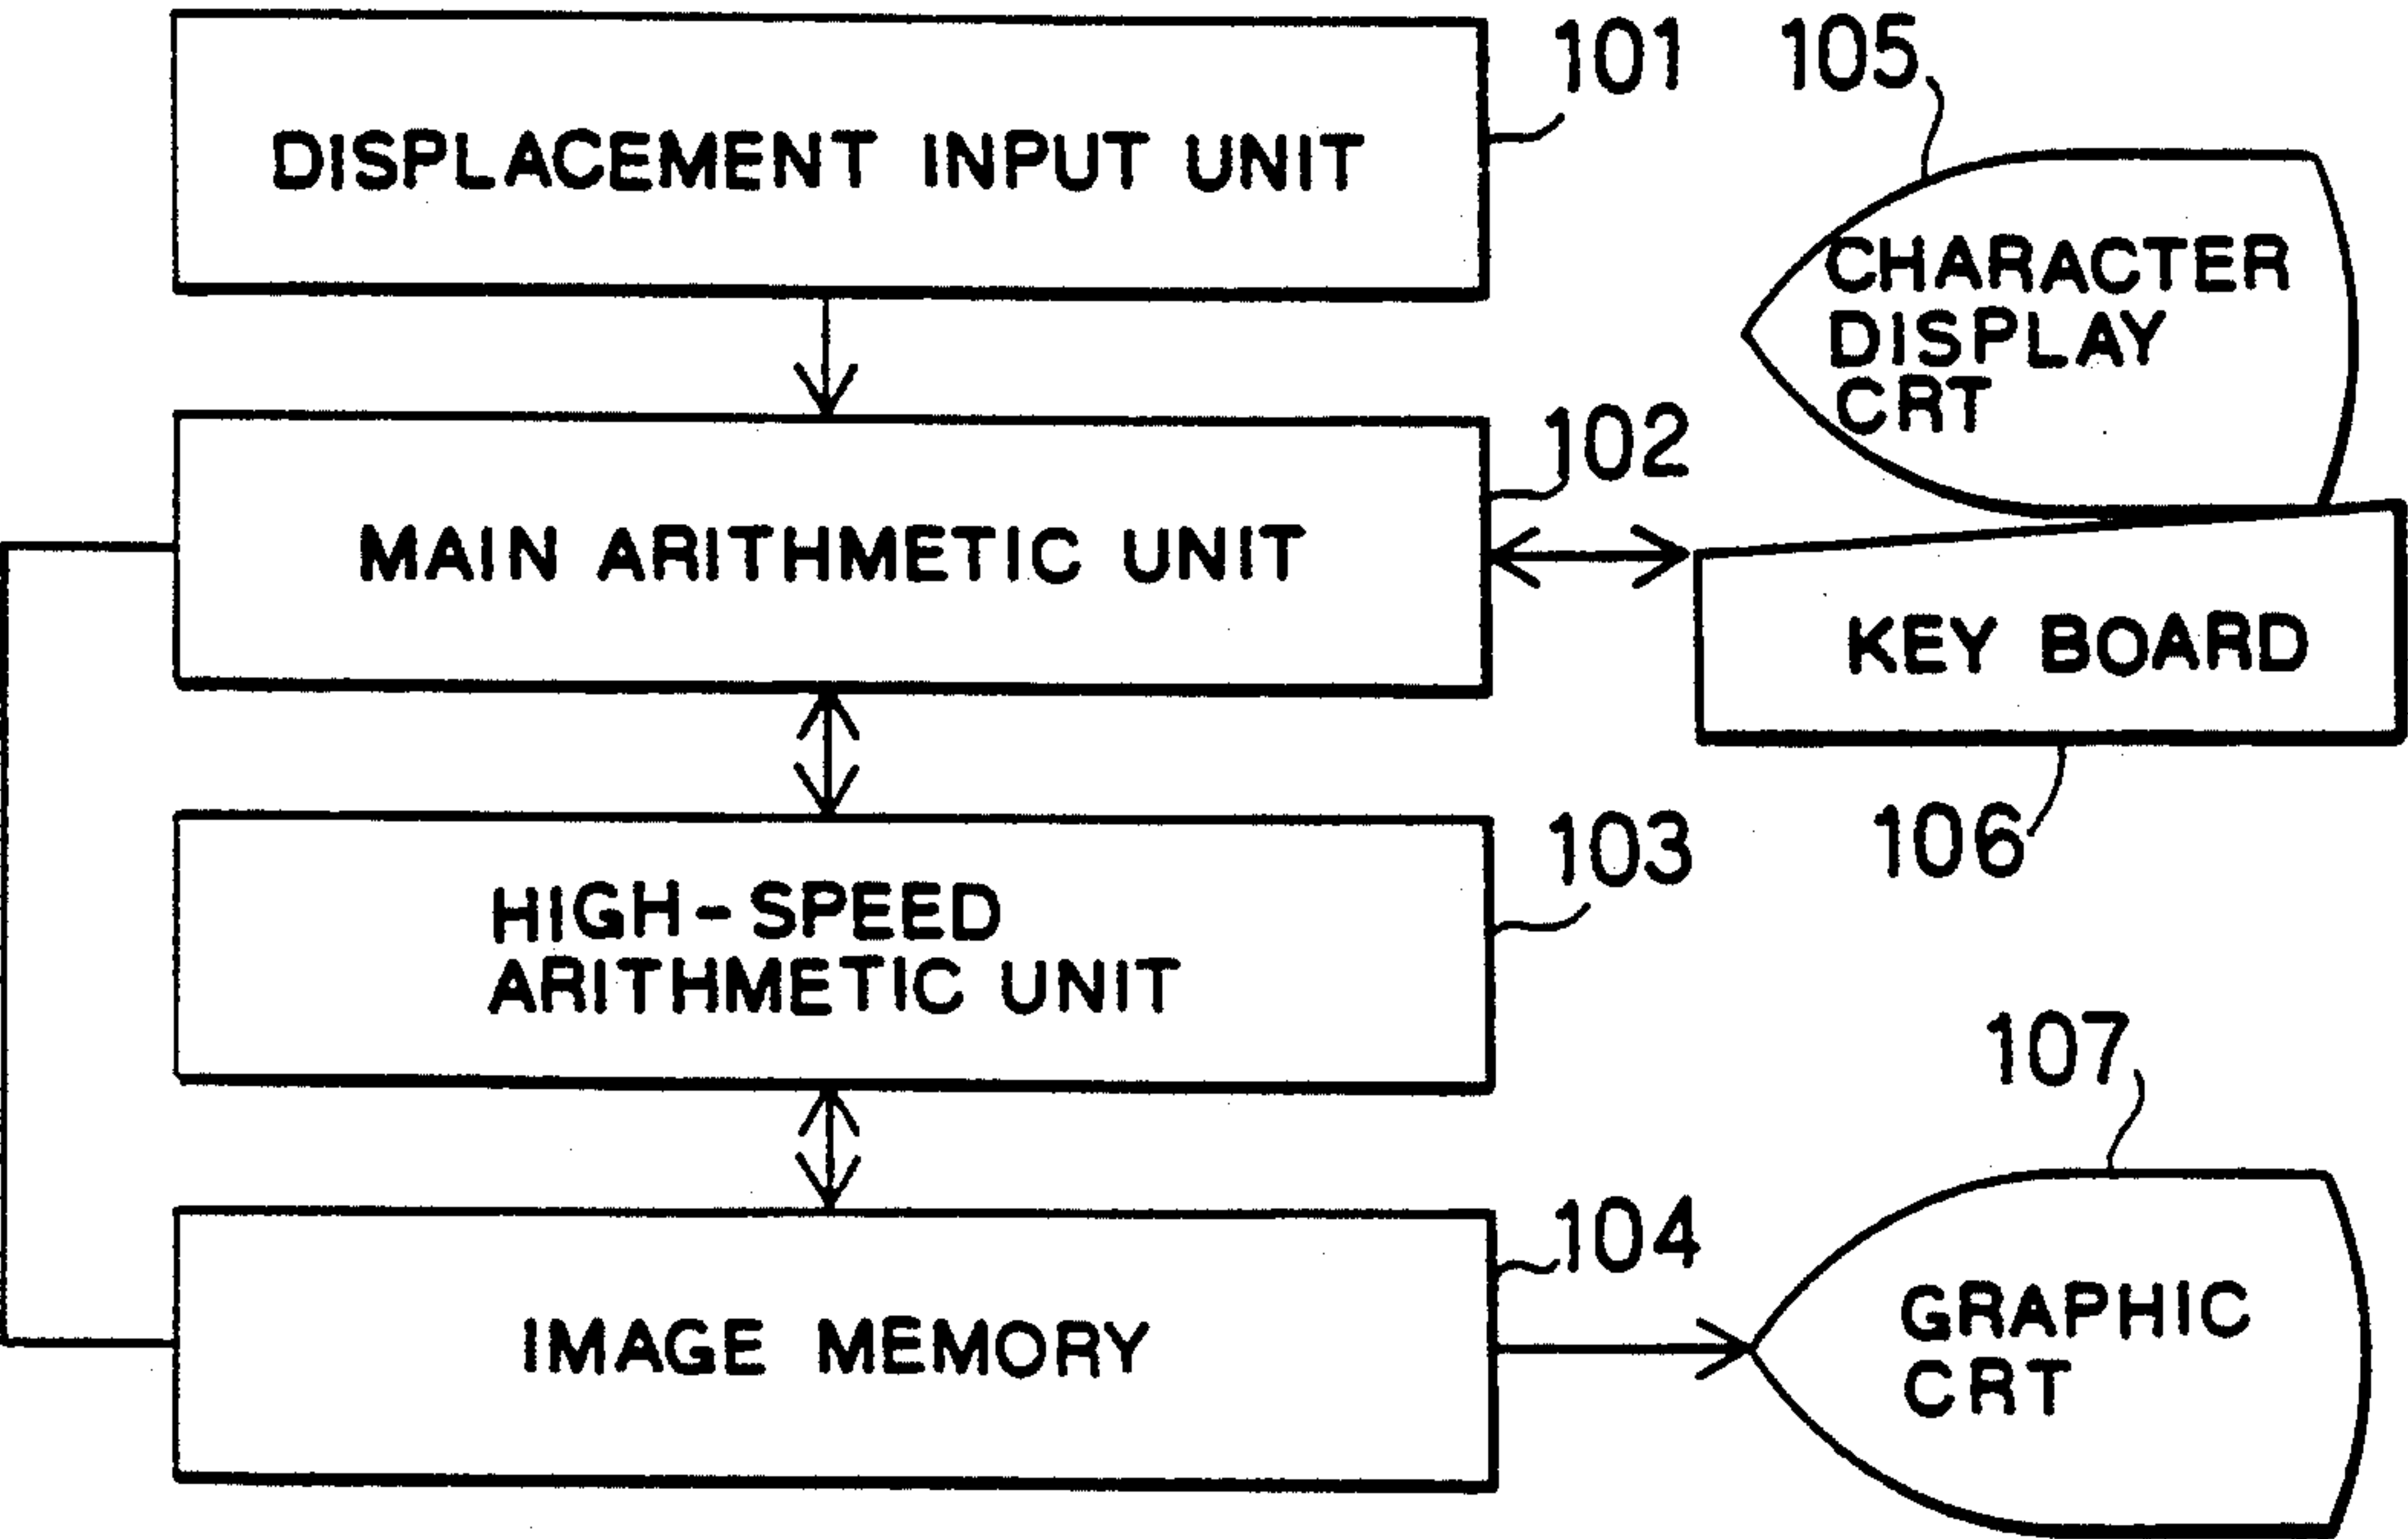 101
105
DISPLACEMENT INPUT UNIT
CHARACTER
DISPLAY
CRT
102
MAIN ARITHMETIC UNIT
KEY BOARD
103
106
HIGH-SPEED
ARITHMETIC UNIT
107
104
IMAGE MEMORY
GRAPHIC
CRT